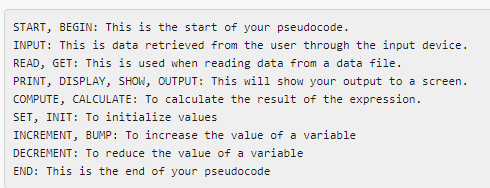 START, BEGIN: This is the start of your pseudocode.
INPUT: This is data retrieved from the user through the input device.
READ, GET: This is used when reading data from a data file.
PRINT, DISPLAY, SHOW, OUTPUT: This will show your output to a screen.
COMPUTE, CALCULATE: To calculate the result of the expression.
SET, INIT: To initialize values
INCREMENT, BUMP: To increase the value of a variable
DECREMENT: To reduce the value of a variable
END: This is the end of your pseudocode